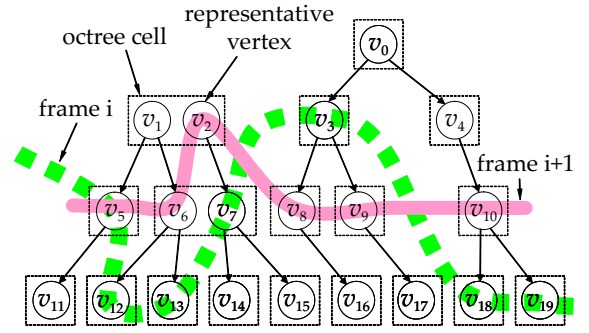 representative
vertex
octree cell
v0
frame i
v1 v2 v3 v4
frame i+1
v5 v6 v7 v8 v9 v10
v11 v12 v13 v14 v15 v16 v17 v18 v19